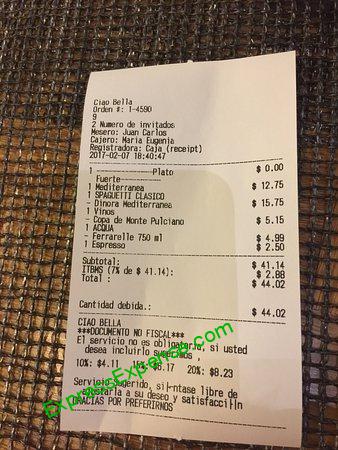 Ciao Bella
Orden #: 1-4590
9
2 Numero de invitados
Mesero: Juan Carlos
Cajero: Maria Eugenia
Registradora: Caja (receipt)
2017-02-07 18:40:47
1 -----------Plato $ 0.00
Fuerte-----------
1 Mediterranea $ 12.75
1 SPAGUETTI CLASICO
- Dinora Mediterranea $ 15.75
1 Vinos
- Copa de Monte Pulciano $ 5.15
1 ACQUA
- Ferrarelle 750 ml $ 4.99
1 Espresso $ 2.50
Subtotal: $ 41.14
ITBMS (7% de $ 41.14): $ 2.88
Total : $ 44.02
Cantidad debida.: $ 44.02
CIAO BELLA
***DOCUMENTO NO FISCAL***
El servicio no es obligatorio, si usted
desea incluirlo sugerimos ,
10%: $4.11 15% $6.17 20%: $8.23
Servicio sugerido, si|-ntase libre de
a su deseo y satisfacci|-n
GRACIAS POR PREFERIRNOS
ExpressExpense.com